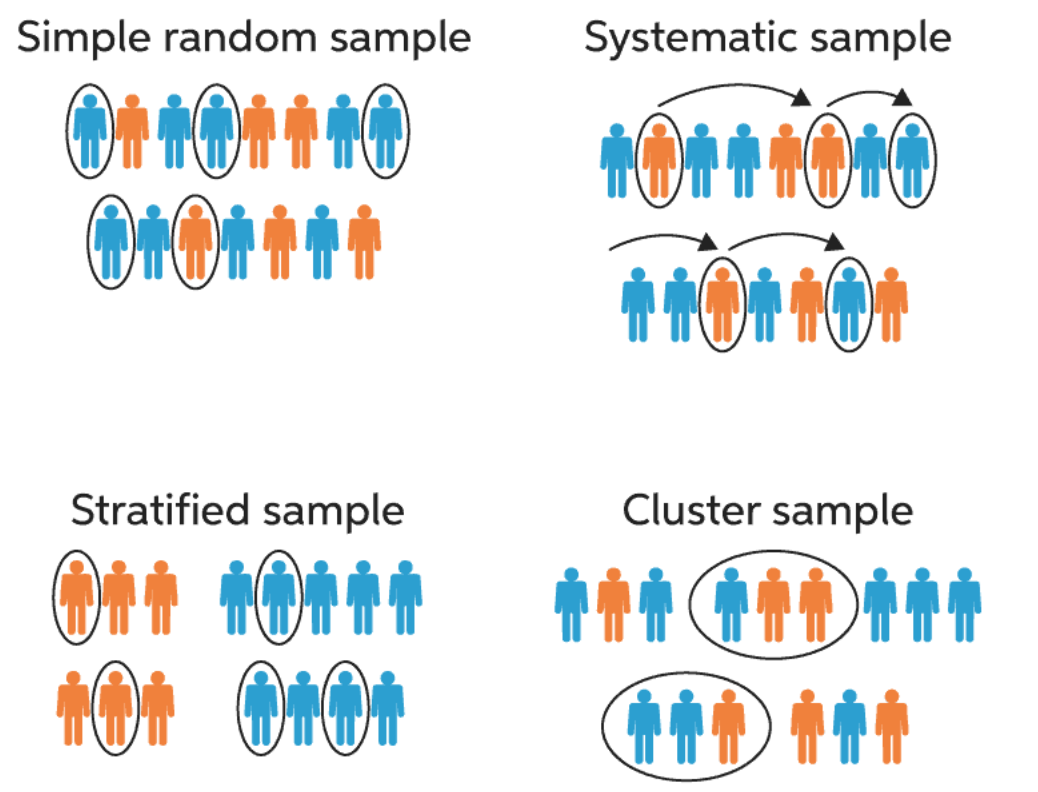 Simple random sample
Systematic sample
Stratified sample
Cluster sample